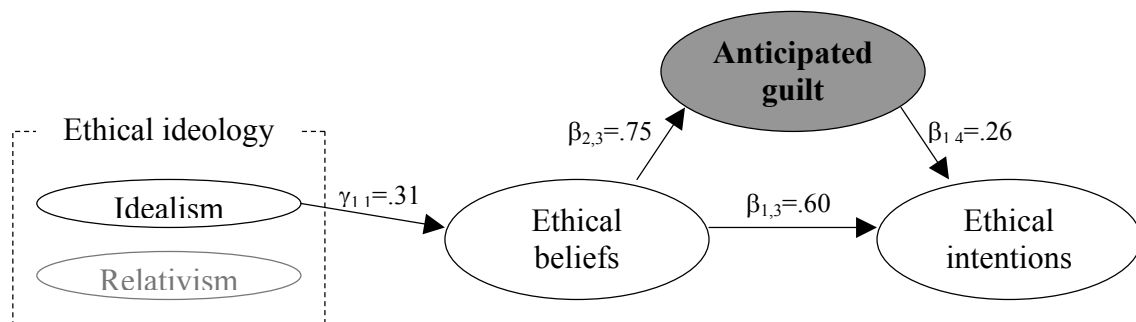 Anticipated
guilt
Ethical ideology
β2,3=.75
β1 4=.26
Idealism
γ1 1=.31
Ethical
beliefs
β1,3=.60
Ethical
intentions
Relativism